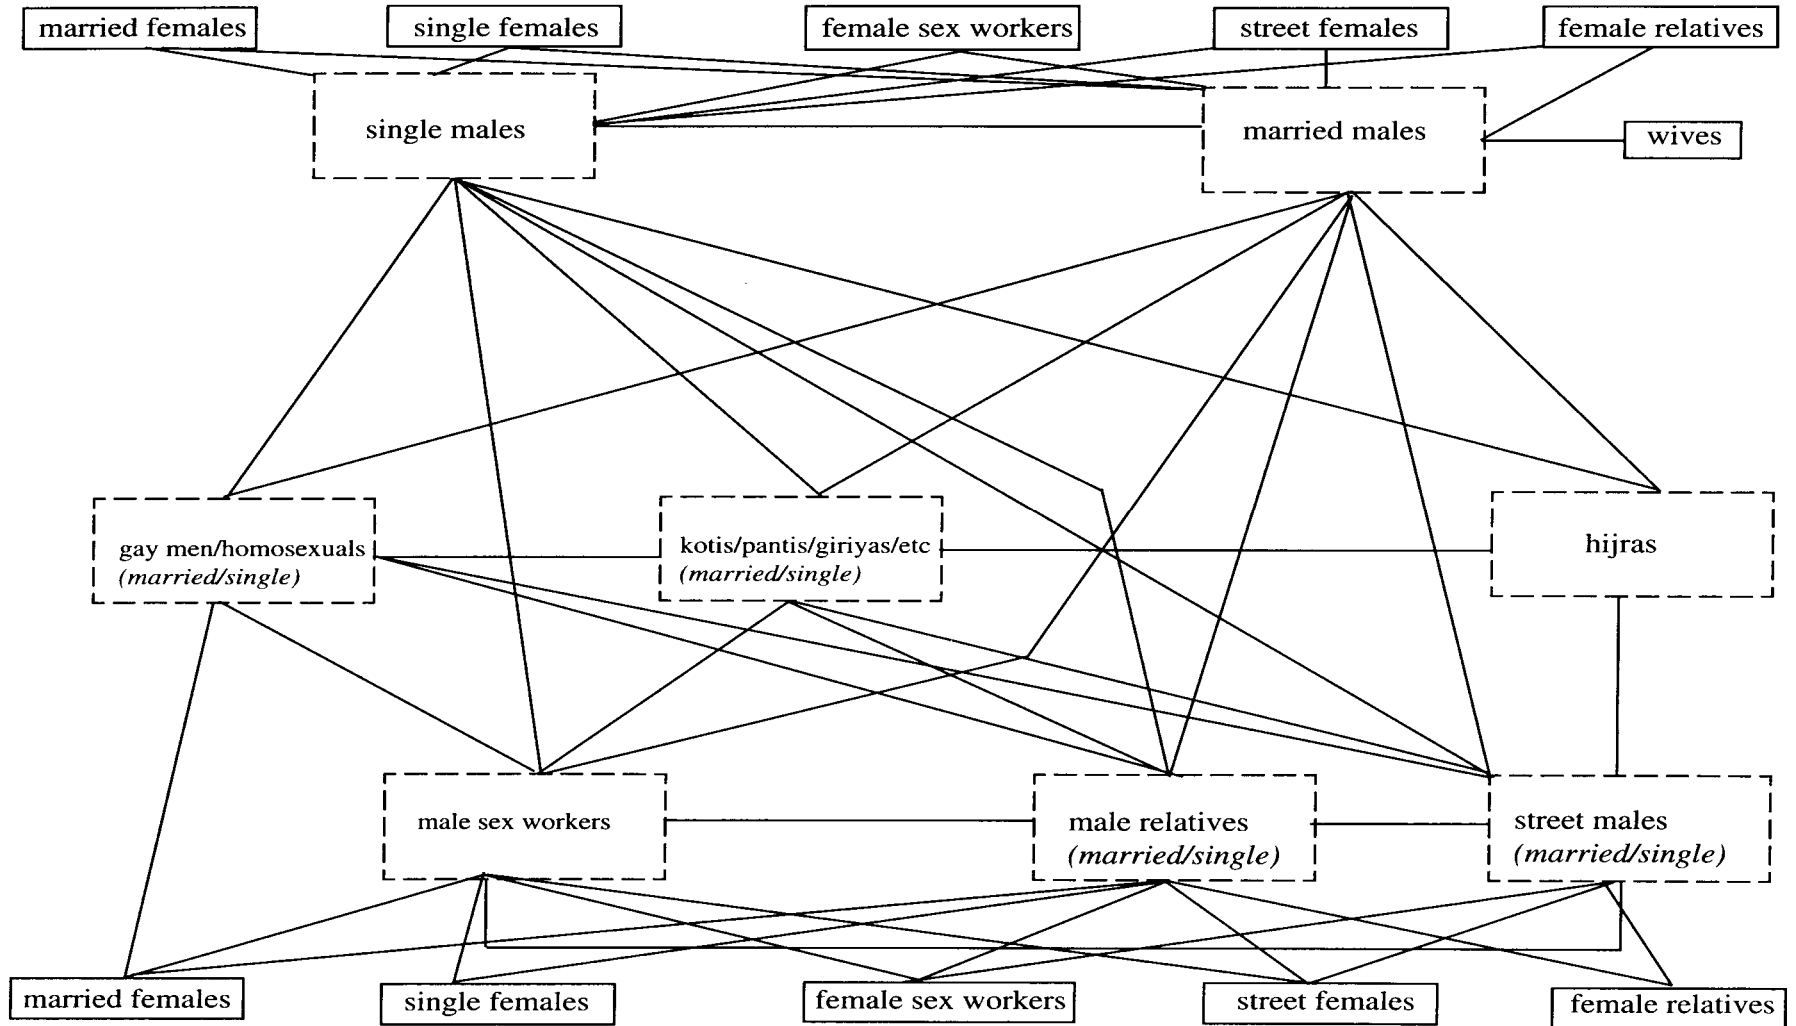 married females
single females
female sex workers
street females
female relatives
single males
married males
wives
gay men/homosexuals
(married/single)
kotis/pantis/giriyas/etc
(married/single)
hijras
male sex workers
male relatives
(married/single)
street males
(married/single)
married females
single females
female sex workers
street females
female relatives